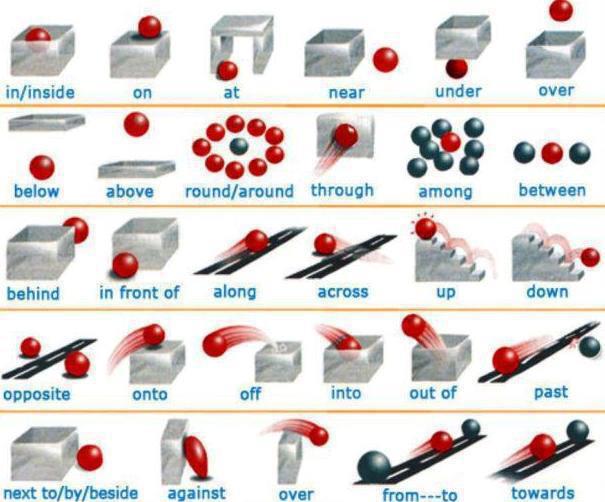 in/inside on at near under over
below above round/around through among between
behind in front of along across up down
opposite onto off into out of past
next to/by/beside against over from---to towards